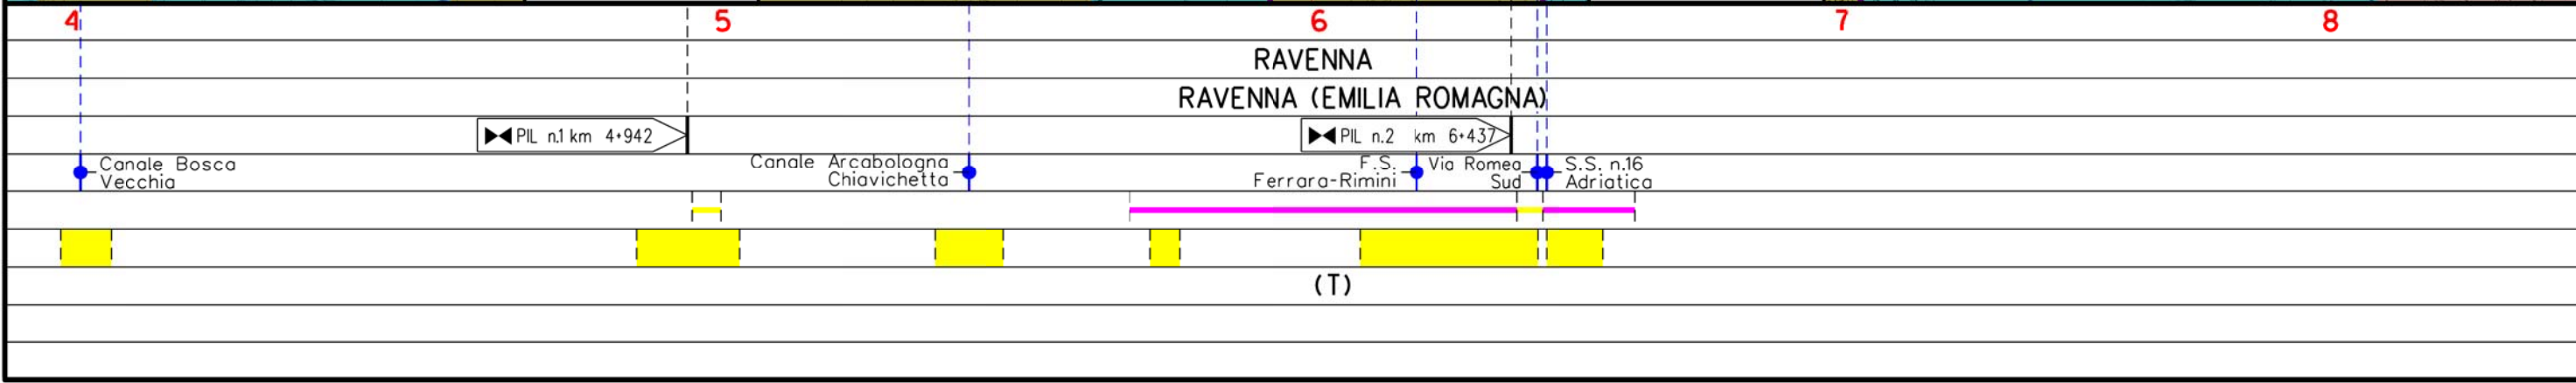 4 5 6 7 8
RAVENNA
RAVENNA (EMILIA ROMAGNA)
PIL n.1 km 4+942
PIL n.2 km 6+437
Canale Bosca
Vecchia
Canale Arcabologna
Chiavichetta
F.S.
Ferrara-Rimini
Via Romea
Sud
S.S. n.16
Adriatica
(T)